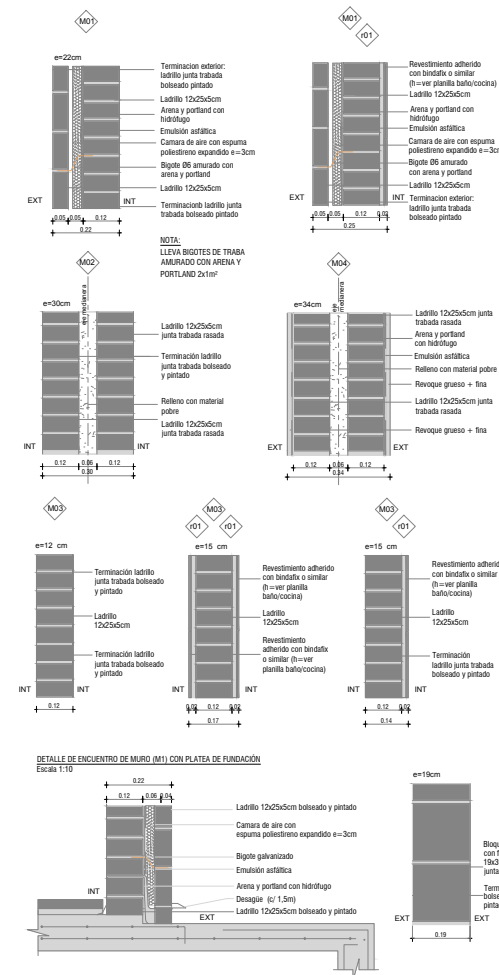 M01
e=22cm
Terminacion exterior:
ladrillo junta trabada
bolseado pintado
Ladrillo 12x25x5cm
Arena y portland con
hidrófugo
Emulsión asfáltica
Camara de aire con espuma
poliestireno expandido e=3cm
Bigote Ø6 amurado con
arena y portland
Ladrillo 12x25x5cm
Terminacionb ladrillo junta
trabada bolseado pintado
EXT
INT
0.05 0.05 0.12
0.22
NOTA:
LLEVA BIGOTES DE TRABA
AMURADO CON ARENA Y
PORTLAND 2x1m²
M01
r01
Revestimiento adherido
con bindafix o similar
(h=ver planilla baño/cocina)
Ladrillo 12x25x5cm
Arena y portland con
hidrófugo
Emulsión asfáltica
Camara de aire con espuma
poliestireno expandido e=3cm
Bigote Ø6 amurado
con arena y portland
Ladrillo 12x25x5cm
Terminacion exterior:
ladrillo junta trabada
bolseado pintado
EXT
INT
0.05 0.05 0.12 0.03
0.25
M02
e=30cm
eje medianera
Ladrillo 12x25x5cm
junta trabada rasada
Terminación ladrillo
junta trabada bolseado
y pintado
Relleno con material
pobre
Ladrillo 12x25x5cm
junta trabada rasada
INT
INT
0.12 0.06 0.12
0.30
M04
e=34cm
eje
medianera
Ladrillo 12x25x5cm junta
trabada rasada
Arena y portland
con hidrófugo
Emulsión asfáltica
Relleno con material pobre
Revoque grueso + fina
Ladrillo 12x25x5cm junta
trabada rasada
Revoque grueso + fina
EXT
EXT
0.12 0.06 0.12
0.34
M03
e=12 cm
Terminación ladrillo
junta trabada bolseado
y pintado
Ladrillo
12x25x5cm
Terminación ladrillo
junta trabada bolseado
y pintado
INT
INT
0.12
M03
r01
r01
e=15 cm
Revestimiento adherido
con bindafix o similar
(h=ver planilla
baño/cocina)
Ladrillo
12x25x5cm
Revestimiento
adherido con bindafix
o similar (h=ver
planilla baño/cocina)
INT
INT
0.02 0.12 0.02
0.17
M03
r01
e=15 cm
Revestimiento adherid
con bindafix o similar
(h=ver planilla
baño/cocina)
Ladrillo
12x25x5cm
Terminación
ladrillo junta trabada
bolseado y pintado
INT
INT
0.12 0.02
0.14
DETALLE DE ENCUENTRO DE MURO (M1) CON PLATEA DE FUNDACIÓN
Escala 1:10
0.22
0.12 0.06 0.04
Ladrillo 12x25x5cm bolseado y pintado
Camara de aire con
espuma poliestireno expandido e=3cm
Bigote galvanizado
Emulsión asfáltica
Arena y portland con hidrófugo
Desagüe (c/ 1,5m)
Ladrillo 12x25x5cm bolseado y pintado
INT
EXT
e=19cm
Bloqu
con f
19x3
junta
Term
bolse
pinta
EXT
EXT
0.19